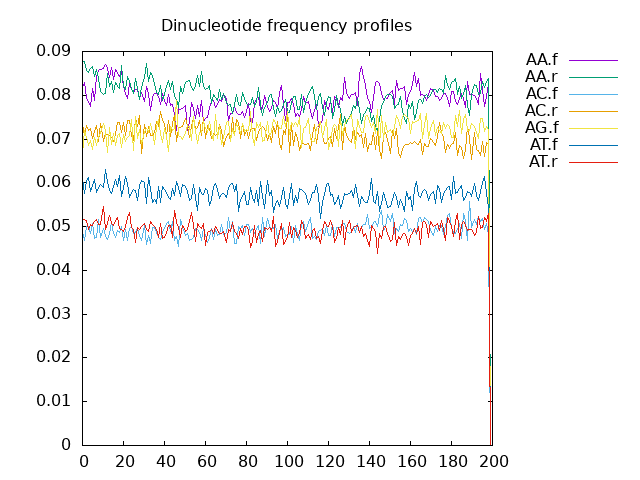 Dinucleotide frequency profiles
0.09
0.08
0.07
0.06
0.05
0.04
0.03
0.02
0.01
0
0 20 40 60 80 100 120 140 160 180 200
AA.f
AA.r
AC.f
AC.r
AG.f
AT.f
AT.r